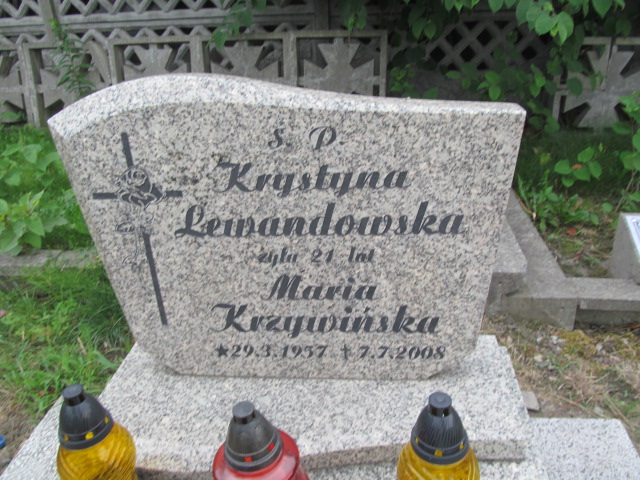 Ś. P.
Krystyna
Lewandowska
żyła 21 lat
Maria
Krzywińska
★29.3.1957 ✝7.7.2008